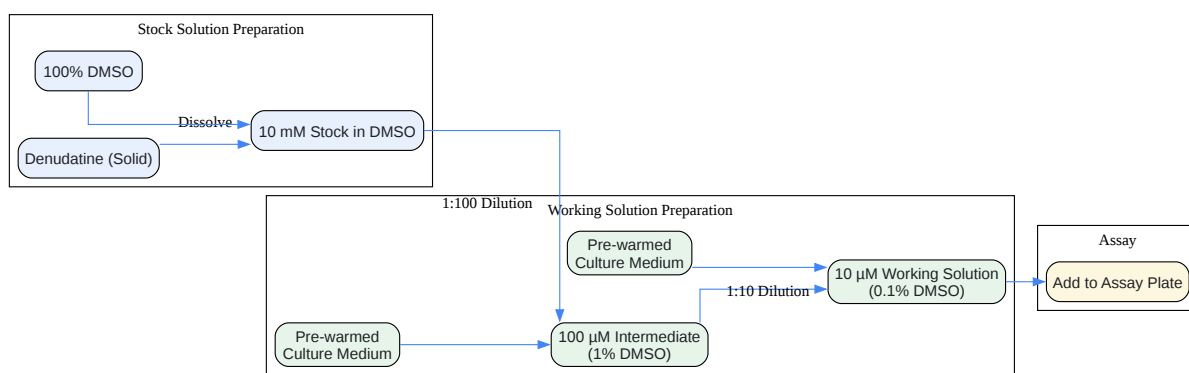 Stock Solution Preparation
100% DMSO
Dissolve
10 mM Stock in DMSO
Denudatine (Solid)
1:100 Dilution
Working Solution Preparation
Pre-warmed
Culture Medium
10 µM Working Solution
(0.1% DMSO)
1:10 Dilution
Pre-warmed
Culture Medium
100 µM Intermediate
(1% DMSO)
Assay
Add to Assay Plate